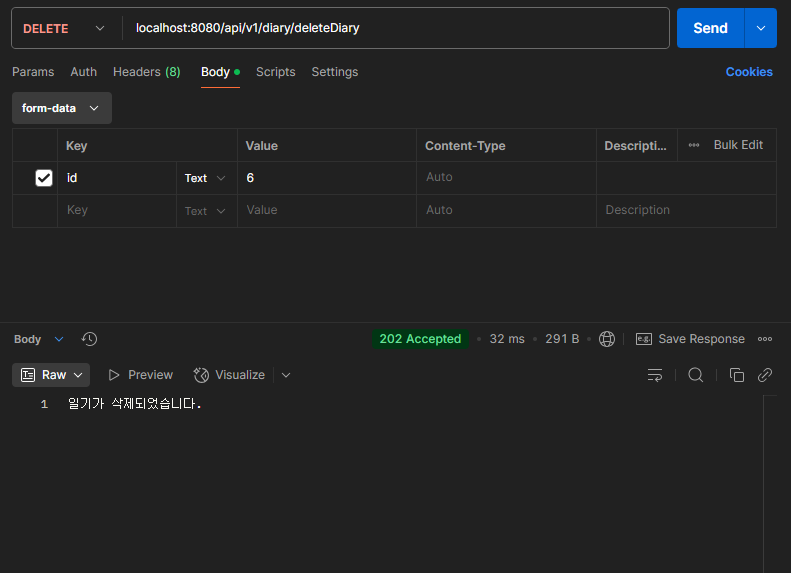 DELETE localhost:8080/api/v1/diary/deleteDiary Send
Params Auth Headers (8) Body Scripts Settings Cookies
form-data
Key Value Content-Type Descripti... Bulk Edit
id Text 6 Auto
Key Text Value Auto Description
Body 202 Accepted 32 ms 291 B e.g. Save Response
Raw Preview Visualize
1 일기가 삭제되었습니다.